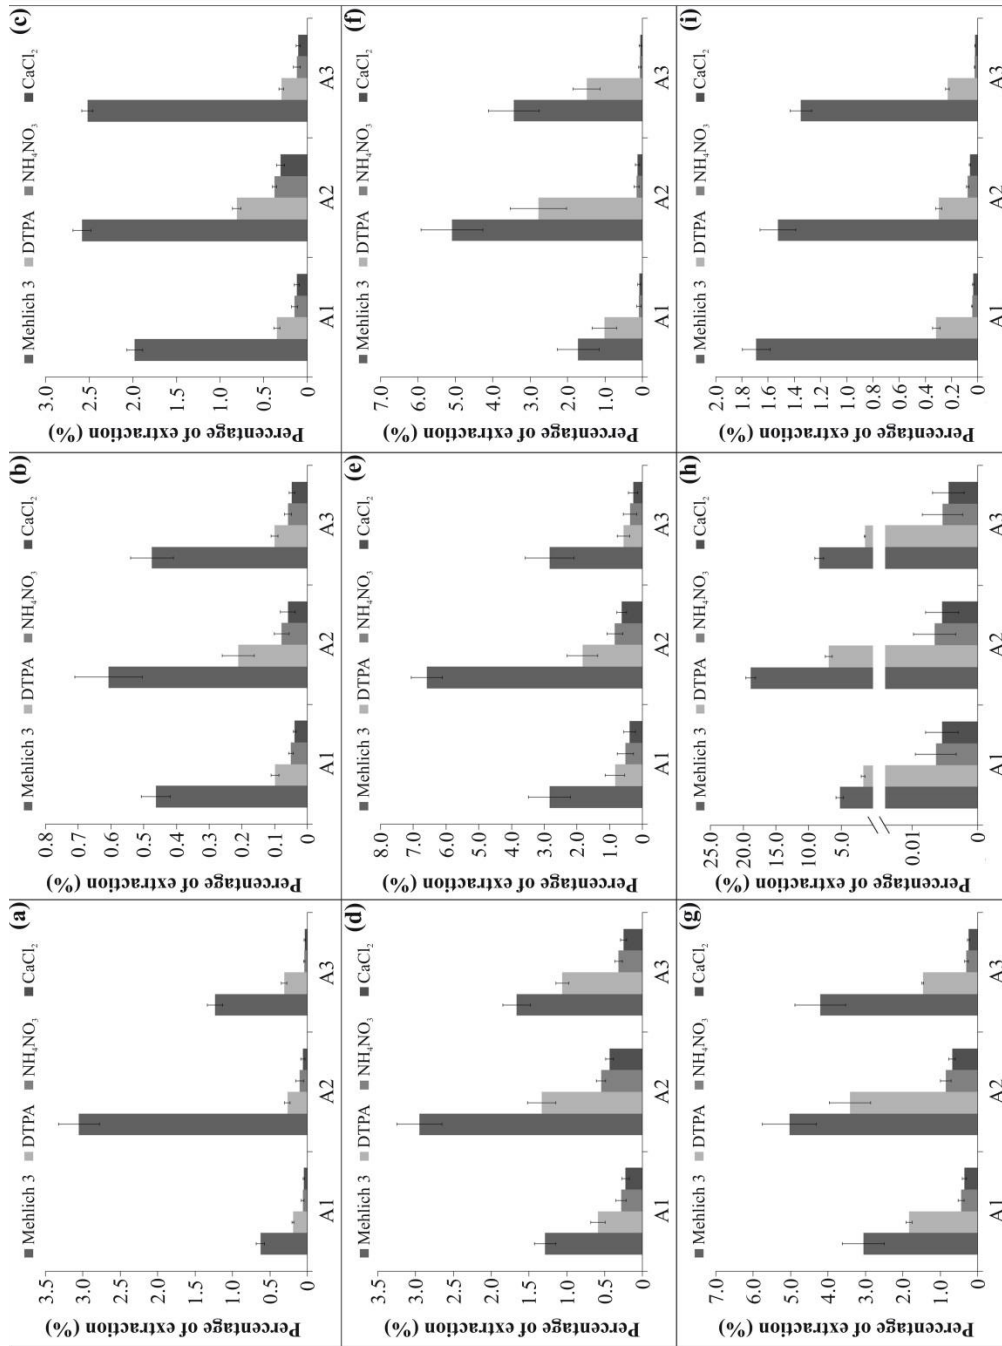 (a)
Mehlich 3 DTPA NH₄NO₃ CaCl₂
Percentage of extraction (%)
3.5
3.0
2.5
2.0
1.5
1.0
0.5
0
A1 A2 A3
(b)
Mehlich 3 DTPA NH₄NO₃ CaCl₂
Percentage of extraction (%)
0.8
0.7
0.6
0.5
0.4
0.3
0.2
0.1
0
A1 A2 A3
(c)
Mehlich 3 DTPA NH₄NO₃ CaCl₂
Percentage of extraction (%)
3.0
2.5
2.0
1.5
1.0
0.5
0
A1 A2 A3
(d)
Mehlich 3 DTPA NH₄NO₃ CaCl₂
Percentage of extraction (%)
3.5
3.0
2.5
2.0
1.5
1.0
0.5
0
A1 A2 A3
(e)
Mehlich 3 DTPA NH₄NO₃ CaCl₂
Percentage of extraction (%)
8.0
7.0
6.0
5.0
4.0
3.0
2.0
1.0
0
A1 A2 A3
(f)
Mehlich 3 DTPA NH₄NO₃ CaCl₂
Percentage of extraction (%)
7.0
6.0
5.0
4.0
3.0
2.0
1.0
0
A1 A2 A3
(g)
Mehlich 3 DTPA NH₄NO₃ CaCl₂
Percentage of extraction (%)
7.0
6.0
5.0
4.0
3.0
2.0
1.0
0
A1 A2 A3
(h)
Mehlich 3 DTPA NH₄NO₃ CaCl₂
Percentage of extraction (%)
25.0
20.0
15.0
10.0
5.0
0.01
0
A1 A2 A3
(i)
Mehlich 3 DTPA NH₄NO₃ CaCl₂
Percentage of extraction (%)
2.0
1.8
1.6
1.4
1.2
1.0
0.8
0.6
0.4
0.2
0
A1 A2 A3